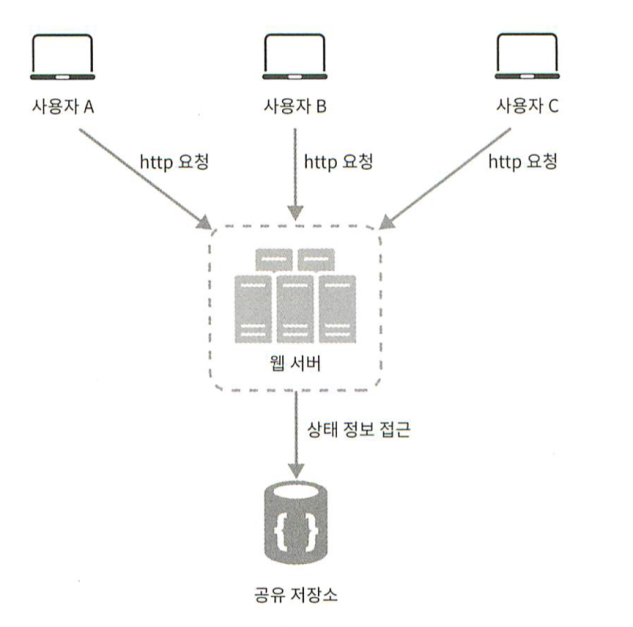 사용자 A
사용자 B
사용자 C
http 요청
http 요청
http 요청
웹 서버
상태 정보 접근
{ }
공유 저장소